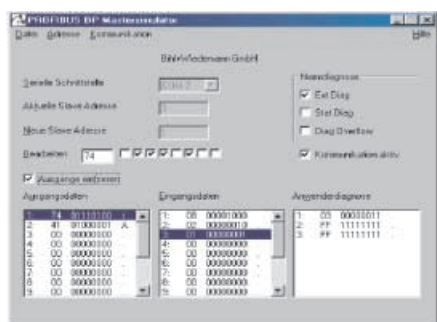 PROFIBUS DP Mastersimulator
Datei Adresse Kommunikation Hilfe
Bihl+Wiedemann GmbH
Serielle Schnittstelle COM 2
Aktuelle Slave Adresse
Neue Slave Adresse
Bearbeiten 74
Ausgänge einfrieren
Normdiagnose
Ext Diag
Stat Diag
Diag Overflow
Kommunikation aktiv
Ausgangsdaten
1: 74 01110100 t
2: 41 01000001 A
3: 00 00000000 .
4: 00 00000000 .
5: 00 00000000 .
6: 00 00000000 .
7: 00 00000000 .
8: 00 00000000 .
9: 00 00000000 .
Eingangsdaten
1: 08 00001000 .
2: 02 00000010 .
3: 01 00000001 .
4: 00 00000000 .
5: 00 00000000 .
6: 00 00000000 .
7: 00 00000000 .
8: 00 00000000 .
9: 00 00000000 .
Anwenderdiagnose
1: 03 00000011 .
2: FF 11111111 .
3: FF 11111111 .